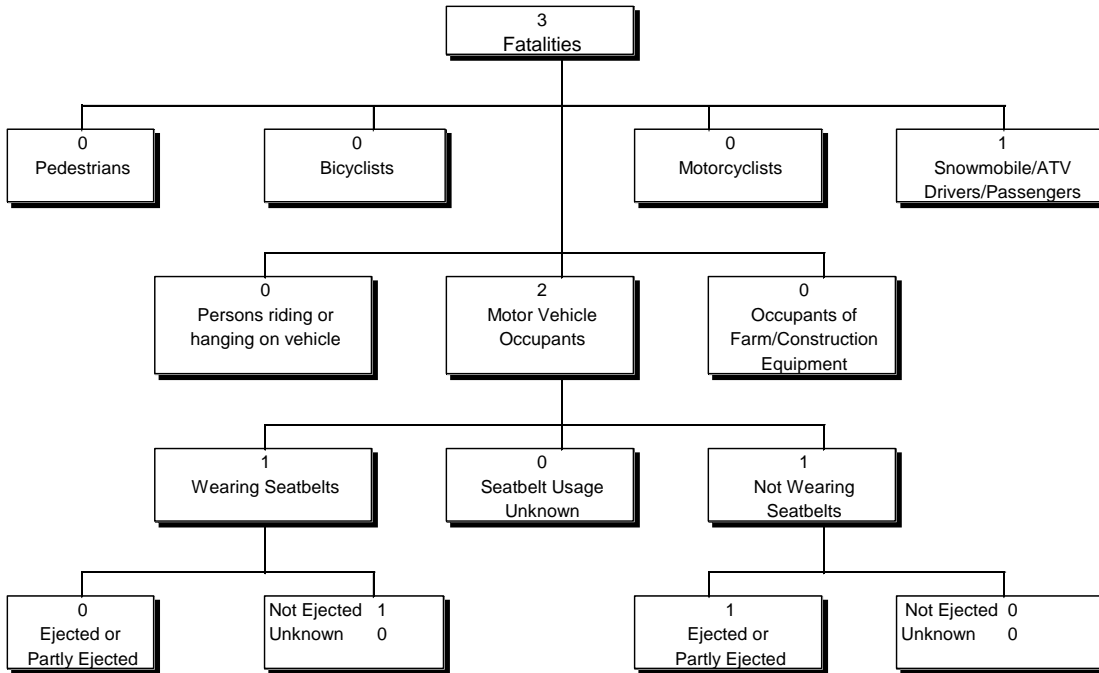 3
Fatalities
0
Pedestrians
0
Bicyclists
0
Motorcyclists
1
Snowmobile/ATV
Drivers/Passengers
0
Persons riding or
hanging on vehicle
2
Motor Vehicle
Occupants
0
Occupants of
Farm/Construction
Equipment
1
Wearing Seatbelts
0
Seatbelt Usage
Unknown
1
Not Wearing
Seatbelts
0
Ejected or
Partly Ejected
Not Ejected 1
Unknown 0
1
Ejected or
Partly Ejected
Not Ejected 0
Unknown 0